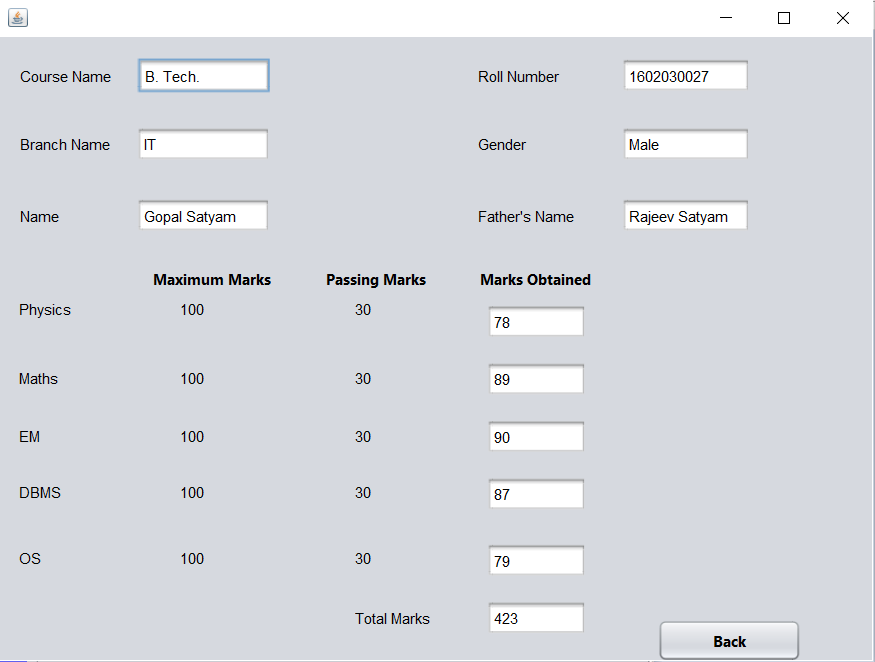 Course Name B. Tech. Roll Number 1602030027
Branch Name IT Gender Male
Name Gopal Satyam Father's Name Rajeev Satyam
Maximum Marks Passing Marks Marks Obtained
Physics 100 30 78
Maths 100 30 89
EM 100 30 90
DBMS 100 30 87
OS 100 30 79
Total Marks 423
Back